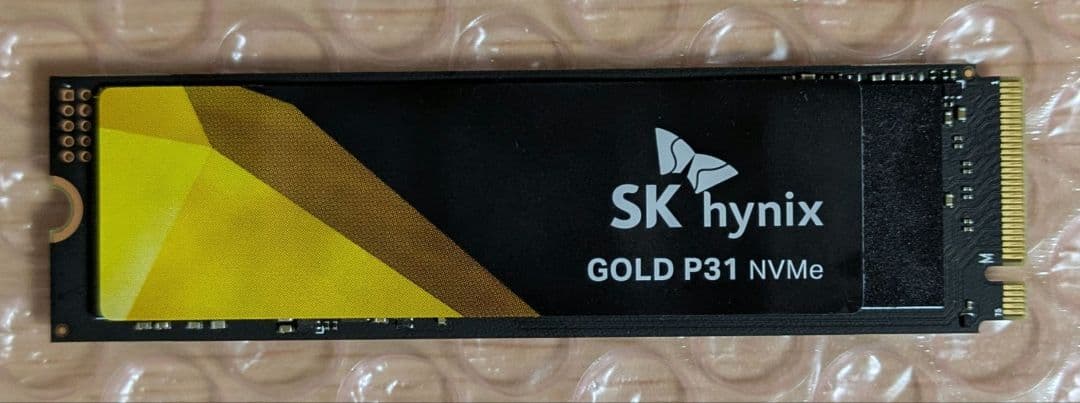 SK hynix
GOLD P31 NVMe
M